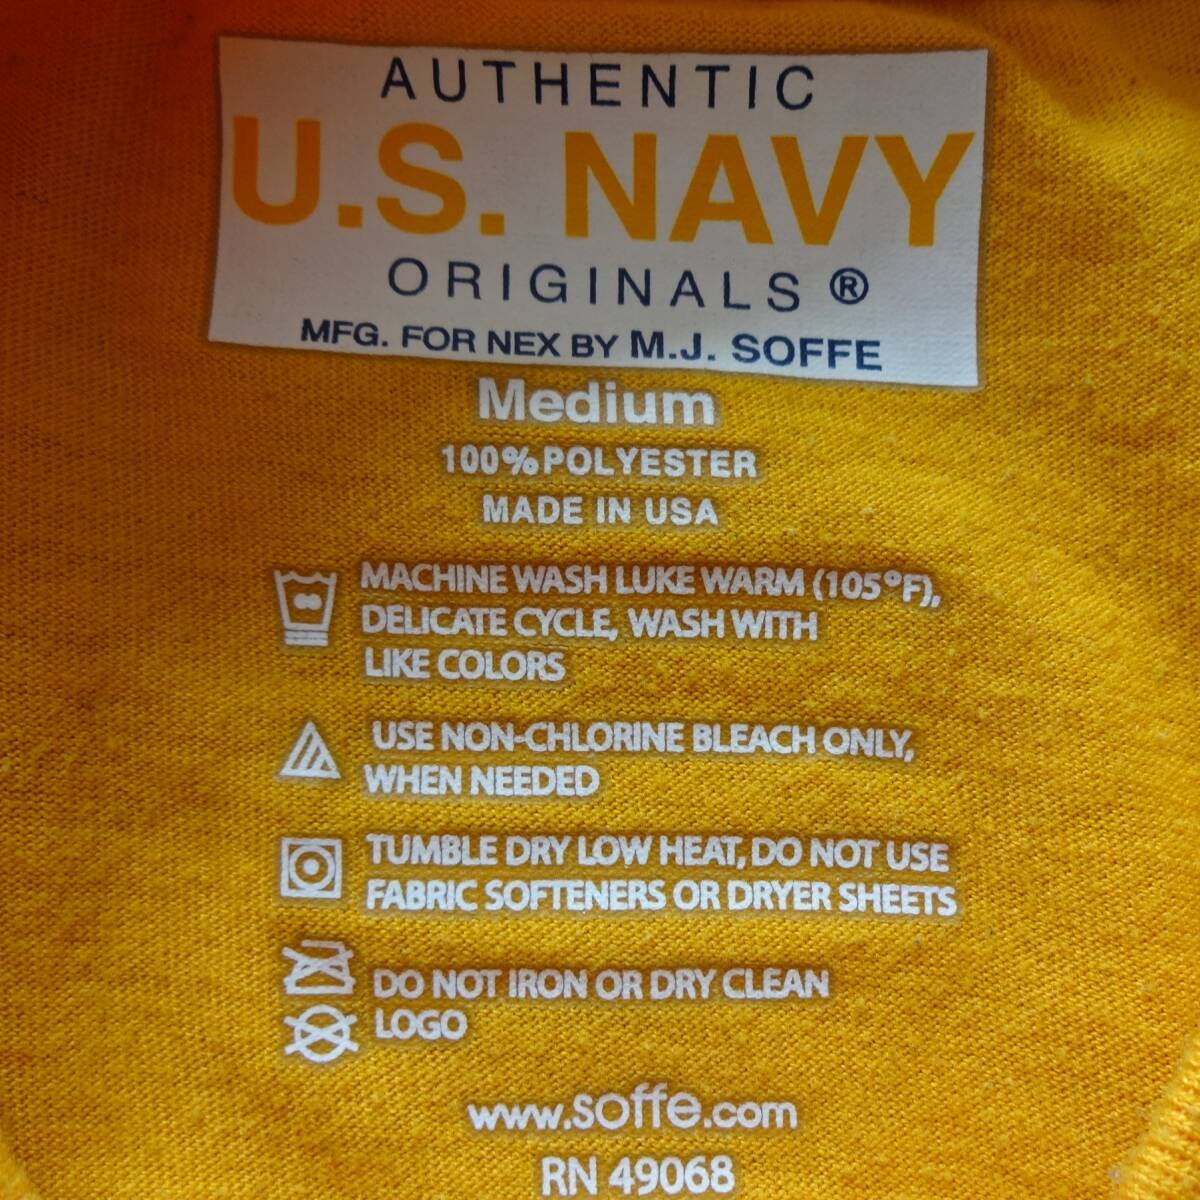 AUTHENTIC
U.S. NAVY
ORIGINALS ®
MFG. FOR NEX BY M.J. SOFFE
Medium
100% POLYESTER
MADE IN USA
MACHINE WASH LUKE WARM (105°F),
DELICATE CYCLE, WASH WITH
LIKE COLORS
USE NON-CHLORINE BLEACH ONLY,
WHEN NEEDED
TUMBLE DRY LOW HEAT, DO NOT USE
FABRIC SOFTENERS OR DRYER SHEETS
DO NOT IRON OR DRY CLEAN
LOGO
www.soffe.com
RN 49068